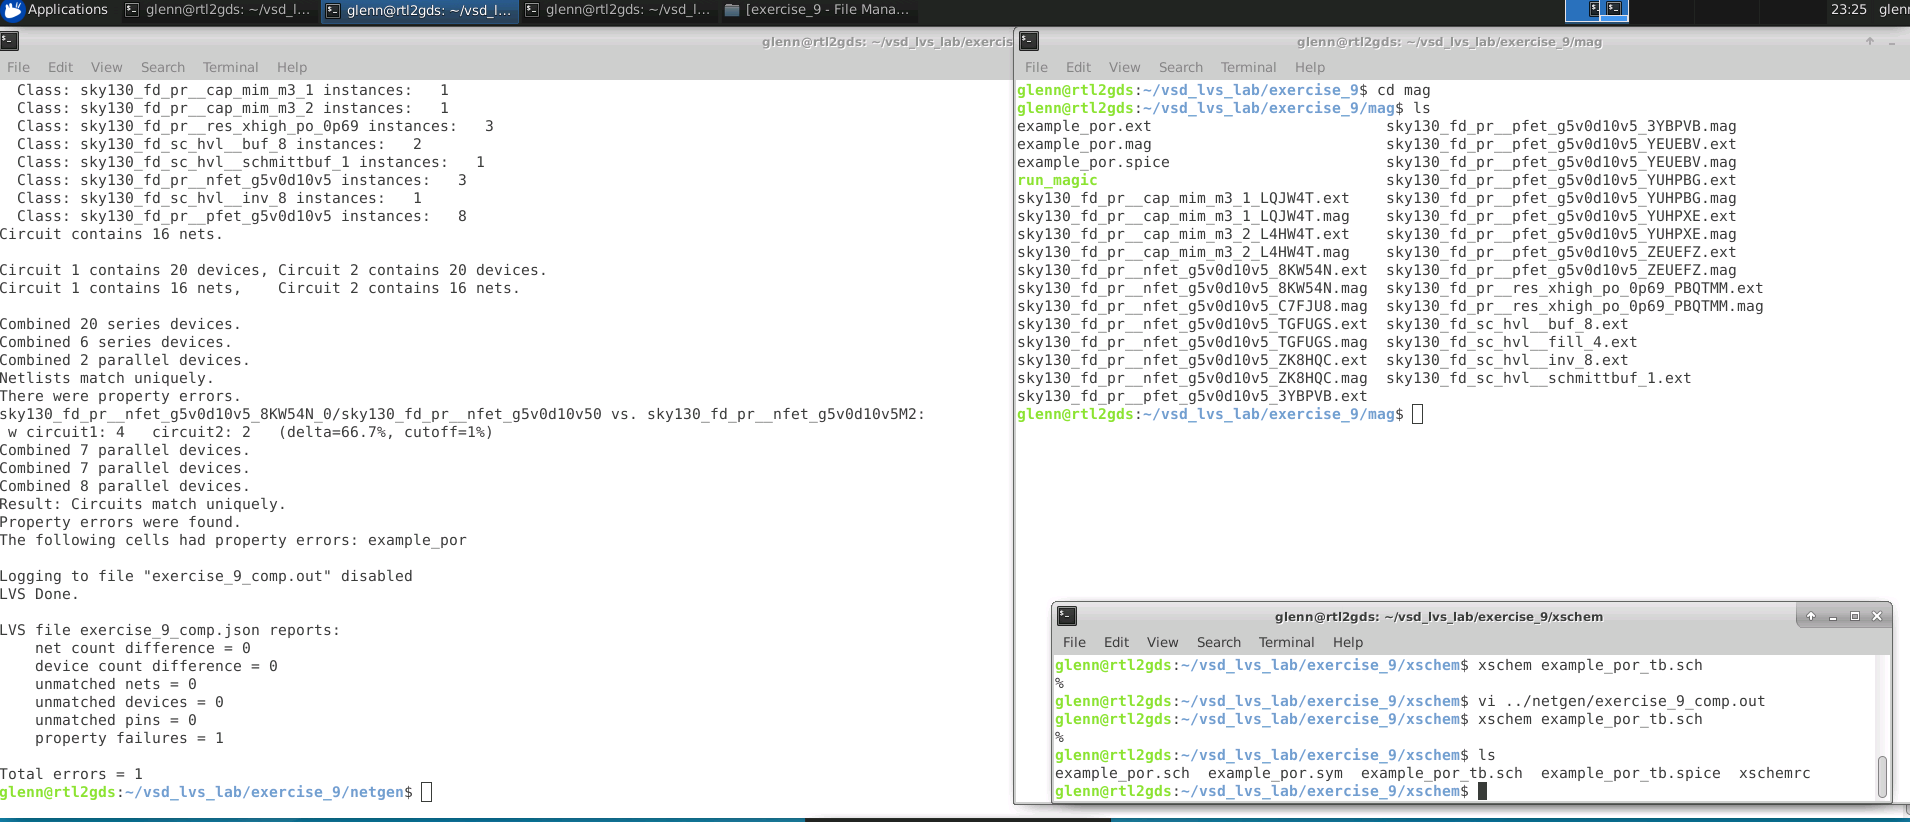 Applications glenn@rtl2gds: ~/vsd_l... glenn@rtl2gds: ~/vsd_l... glenn@rtl2gds: ~/vsd_l... [exercise_9 - File Mana... 23:25 glenn
glenn@rtl2gds: ~/vsd_lvs_lab/exercis
File Edit View Search Terminal Help
  Class: sky130_fd_pr__cap_mim_m3_1 instances:   1
  Class: sky130_fd_pr__cap_mim_m3_2 instances:   1
  Class: sky130_fd_pr__res_xhigh_po_0p69 instances:   3
  Class: sky130_fd_sc_hvl__buf_8 instances:   2
  Class: sky130_fd_sc_hvl__schmittbuf_1 instances:   1
  Class: sky130_fd_pr__nfet_g5v0d10v5 instances:   3
  Class: sky130_fd_sc_hvl__inv_8 instances:   1
  Class: sky130_fd_pr__pfet_g5v0d10v5 instances:   8
Circuit contains 16 nets.
Circuit 1 contains 20 devices, Circuit 2 contains 20 devices.
Circuit 1 contains 16 nets,    Circuit 2 contains 16 nets.
Combined 20 series devices.
Combined 6 series devices.
Combined 2 parallel devices.
Netlists match uniquely.
There were property errors.
sky130_fd_pr__nfet_g5v0d10v5_8KW54N_0/sky130_fd_pr__nfet_g5v0d10v50 vs. sky130_fd_pr__nfet_g5v0d10v5M2:
 w circuit1: 4   circuit2: 2   (delta=66.7%, cutoff=1%)
Combined 7 parallel devices.
Combined 7 parallel devices.
Combined 8 parallel devices.
Result: Circuits match uniquely.
Property errors were found.
The following cells had property errors: example_por
Logging to file "exercise_9_comp.out" disabled
LVS Done.
LVS file exercise_9_comp.json reports:
    net count difference = 0
    device count difference = 0
    unmatched nets = 0
    unmatched devices = 0
    unmatched pins = 0
    property failures = 1
Total errors = 1
glenn@rtl2gds:~/vsd_lvs_lab/exercise_9/netgen$
glenn@rtl2gds: ~/vsd_lvs_lab/exercise_9/mag
File Edit View Search Terminal Help
glenn@rtl2gds:~/vsd_lvs_lab/exercise_9$ cd mag
glenn@rtl2gds:~/vsd_lvs_lab/exercise_9/mag$ ls
example_por.ext sky130_fd_pr__pfet_g5v0d10v5_3YBPVB.mag
example_por.mag sky130_fd_pr__pfet_g5v0d10v5_YEUEBV.ext
example_por.spice sky130_fd_pr__pfet_g5v0d10v5_YEUEBV.mag
run_magic sky130_fd_pr__pfet_g5v0d10v5_YUHPBG.ext
sky130_fd_pr__cap_mim_m3_1_LQJW4T.ext sky130_fd_pr__pfet_g5v0d10v5_YUHPBG.mag
sky130_fd_pr__cap_mim_m3_1_LQJW4T.mag sky130_fd_pr__pfet_g5v0d10v5_YUHPXE.ext
sky130_fd_pr__cap_mim_m3_2_L4HW4T.ext sky130_fd_pr__pfet_g5v0d10v5_YUHPXE.mag
sky130_fd_pr__cap_mim_m3_2_L4HW4T.mag sky130_fd_pr__pfet_g5v0d10v5_ZEUEFZ.ext
sky130_fd_pr__nfet_g5v0d10v5_8KW54N.ext sky130_fd_pr__pfet_g5v0d10v5_ZEUEFZ.mag
sky130_fd_pr__nfet_g5v0d10v5_8KW54N.mag sky130_fd_pr__res_xhigh_po_0p69_PBQTMM.ext
sky130_fd_pr__nfet_g5v0d10v5_C7FJU8.mag sky130_fd_pr__res_xhigh_po_0p69_PBQTMM.mag
sky130_fd_pr__nfet_g5v0d10v5_TGFUGS.ext sky130_fd_sc_hvl__buf_8.ext
sky130_fd_pr__nfet_g5v0d10v5_TGFUGS.mag sky130_fd_sc_hvl__fill_4.ext
sky130_fd_pr__nfet_g5v0d10v5_ZK8HQC.ext sky130_fd_sc_hvl__inv_8.ext
sky130_fd_pr__nfet_g5v0d10v5_ZK8HQC.mag sky130_fd_sc_hvl__schmittbuf_1.ext
sky130_fd_pr__pfet_g5v0d10v5_3YBPVB.ext
glenn@rtl2gds:~/vsd_lvs_lab/exercise_9/mag$
glenn@rtl2gds: ~/vsd_lvs_lab/exercise_9/xschem
File Edit View Search Terminal Help
glenn@rtl2gds:~/vsd_lvs_lab/exercise_9/xschem$ xschem example_por_tb.sch
%
glenn@rtl2gds:~/vsd_lvs_lab/exercise_9/xschem$ vi ../netgen/exercise_9_comp.out
glenn@rtl2gds:~/vsd_lvs_lab/exercise_9/xschem$ xschem example_por_tb.sch
%
glenn@rtl2gds:~/vsd_lvs_lab/exercise_9/xschem$ ls
example_por.sch  example_por.sym  example_por_tb.sch  example_por_tb.spice  xschemrc
glenn@rtl2gds:~/vsd_lvs_lab/exercise_9/xschem$